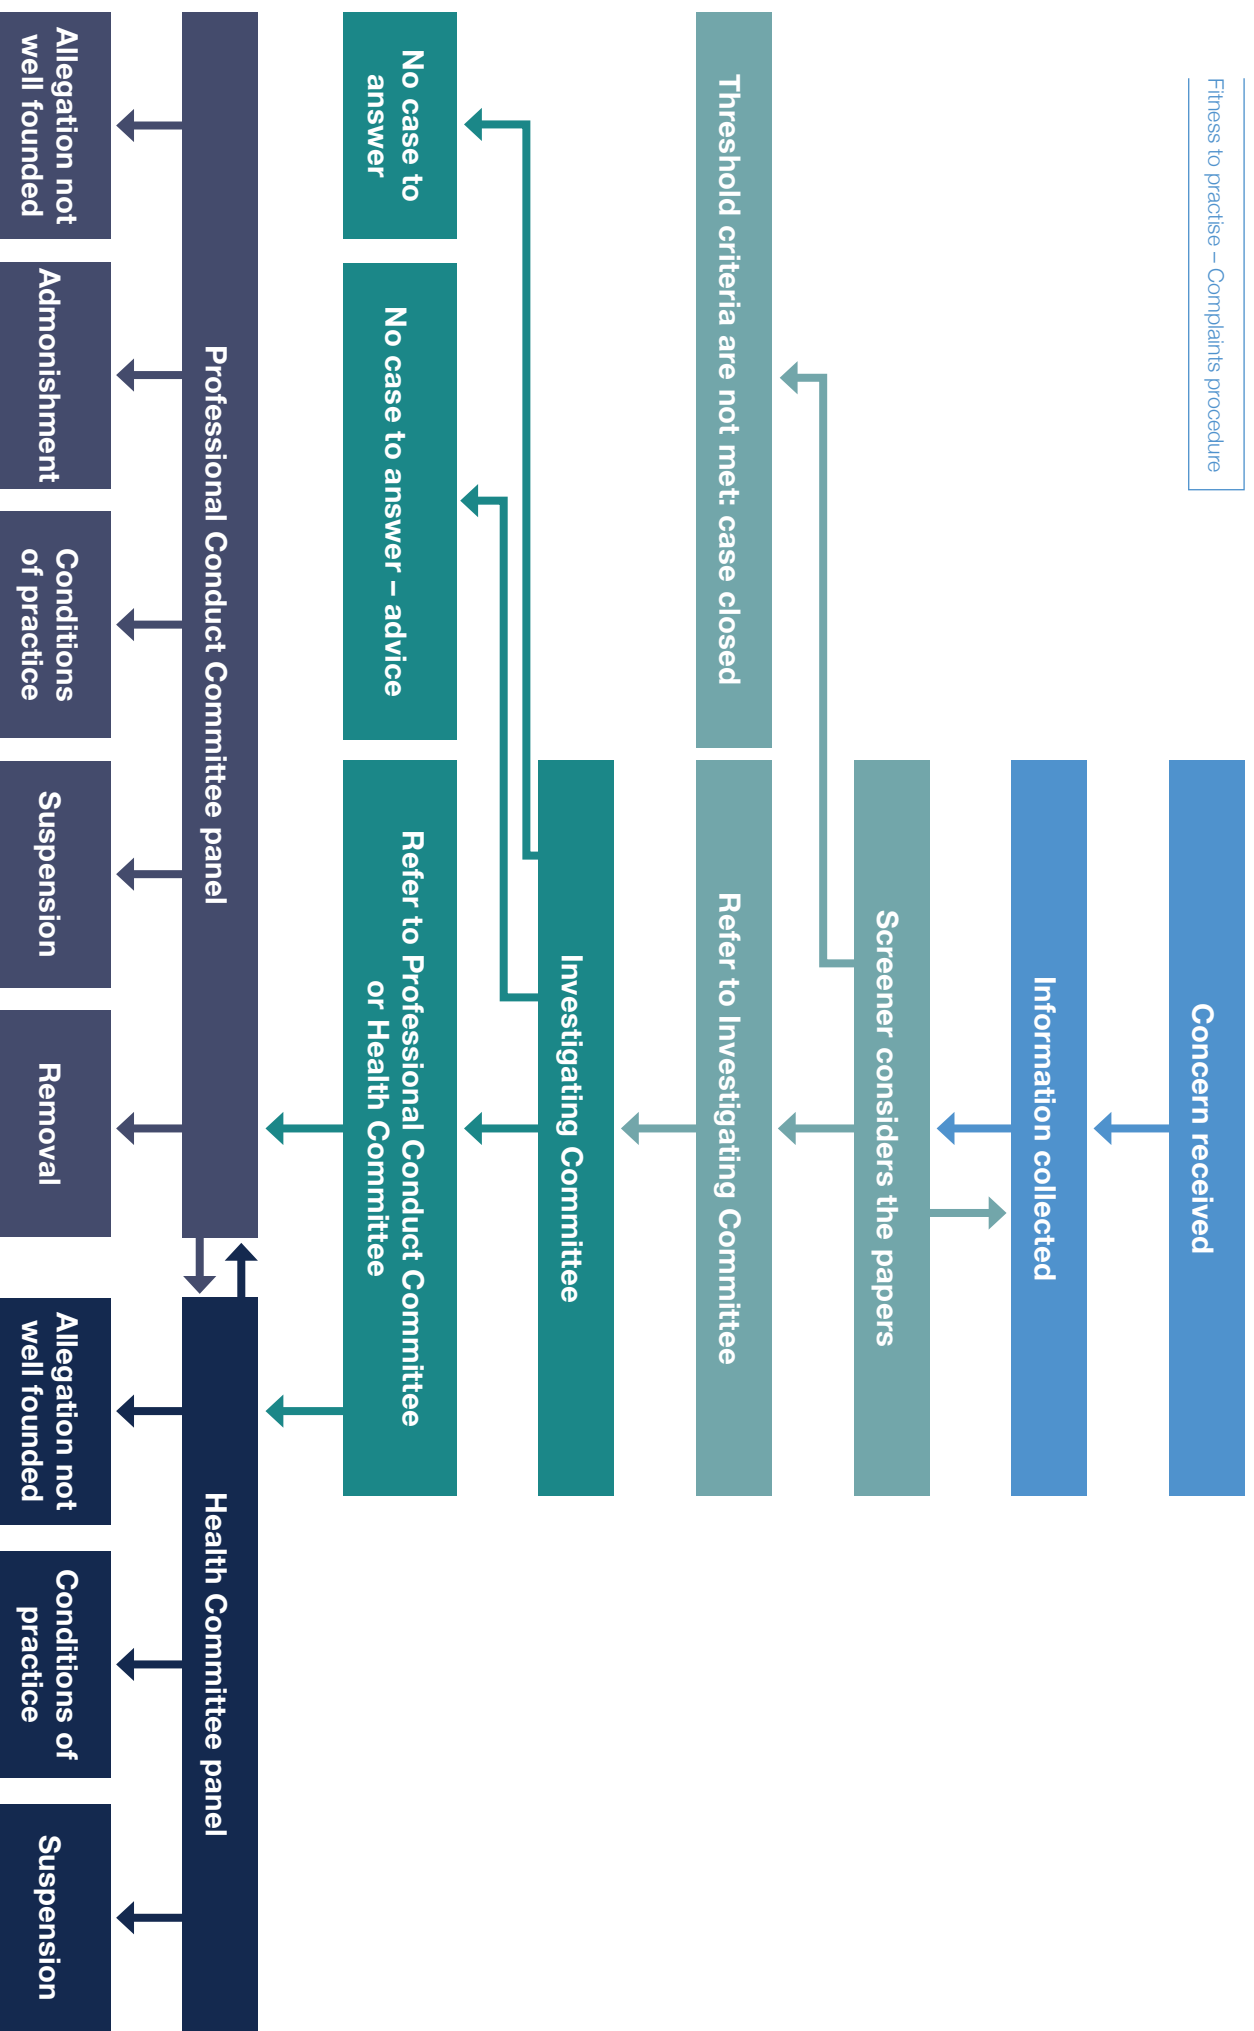 Fitness to practise – Complaints procedure
Concern received
Information collected
Screener considers the papers
Threshold criteria are not met: case closed
Refer to Investigating Committee
Investigating Committee
No case to
answer
No case to answer – advice
Refer to Professional Conduct Committee
or Health Committee
Professional Conduct Committee panel
Health Committee panel
Allegation not
well founded
Admonishment
Conditions
of practice
Suspension
Removal
Allegation not
well founded
Conditions of
practice
Suspension